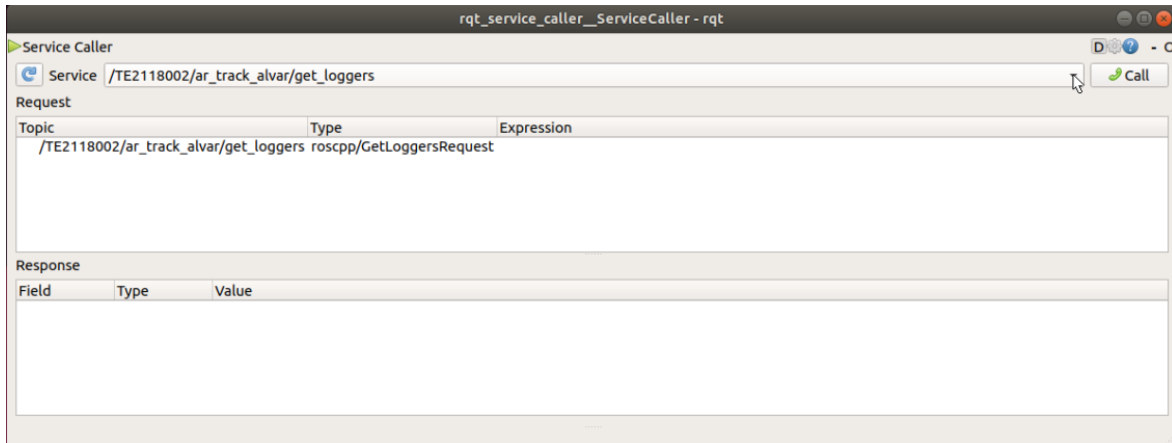 rqt_service_caller__ServiceCaller - rqt
Service Caller D ? - O
Service /TE2118002/ar_track_alvar/get_loggers Call
Request
Topic Type Expression
/TE2118002/ar_track_alvar/get_loggers roscpp/GetLoggersRequest
Response
Field Type Value